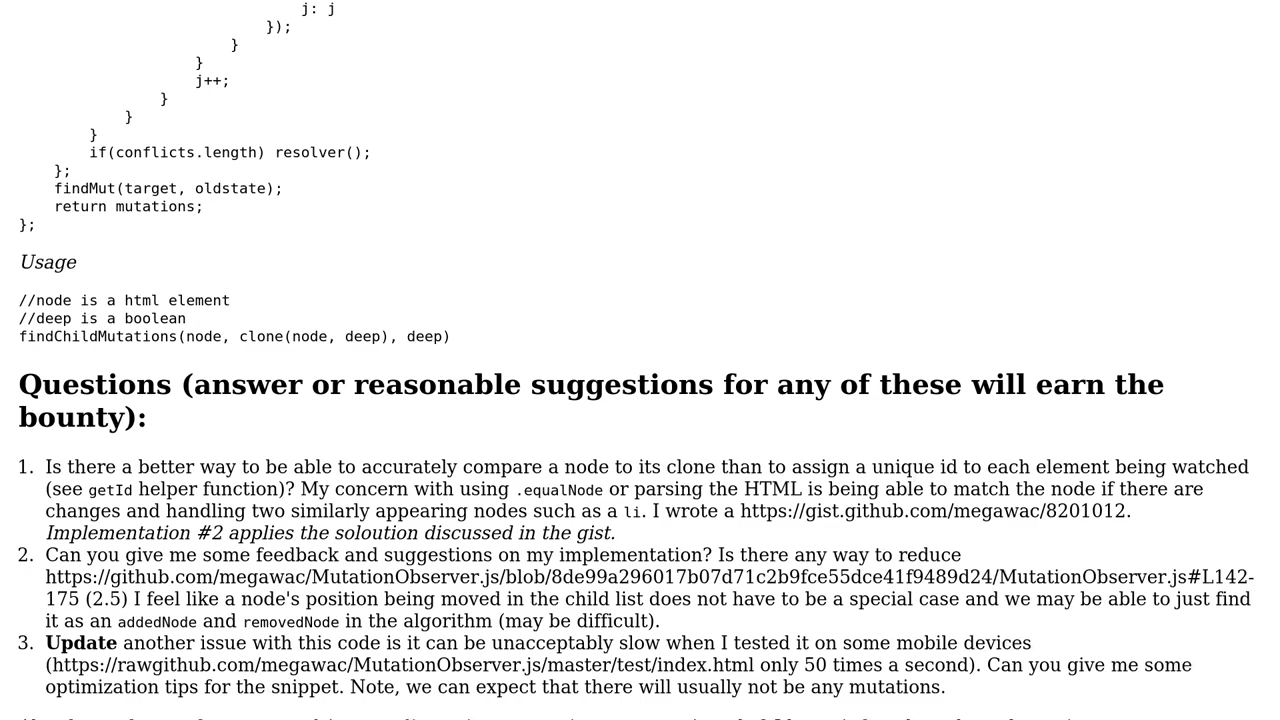 j: j
});
}
}
j++;
}
}
}
if(conflicts.length) resolver();
};
findMut(target, oldstate);
return mutations;
};
Usage
//node is a html element
//deep is a boolean
findChildMutations(node, clone(node, deep), deep)
Questions (answer or reasonable suggestions for any of these will earn the
bounty):
1. Is there a better way to be able to accurately compare a node to its clone than to assign a unique id to each element being watched
(see getId helper function)? My concern with using .equalNode or parsing the HTML is being able to match the node if there are
changes and handling two similarly appearing nodes such as a li. I wrote a https://gist.github.com/megawac/8201012.
Implementation #2 applies the soloution discussed in the gist.
2. Can you give me some feedback and suggestions on my implementation? Is there any way to reduce
https://github.com/megawac/MutationObserver.js/blob/8de99a296017b07d71c2b9fce55dce41f9489d24/MutationObserver.js#L142-
175 (2.5) I feel like a node's position being moved in the child list does not have to be a special case and we may be able to just find
it as an addedNode and removedNode in the algorithm (may be difficult).
3. Update another issue with this code is it can be unacceptably slow when I tested it on some mobile devices
(https://rawgithub.com/megawac/MutationObserver.js/master/test/index.html only 50 times a second). Can you give me some
optimization tips for the snippet. Note, we can expect that there will usually not be any mutations.